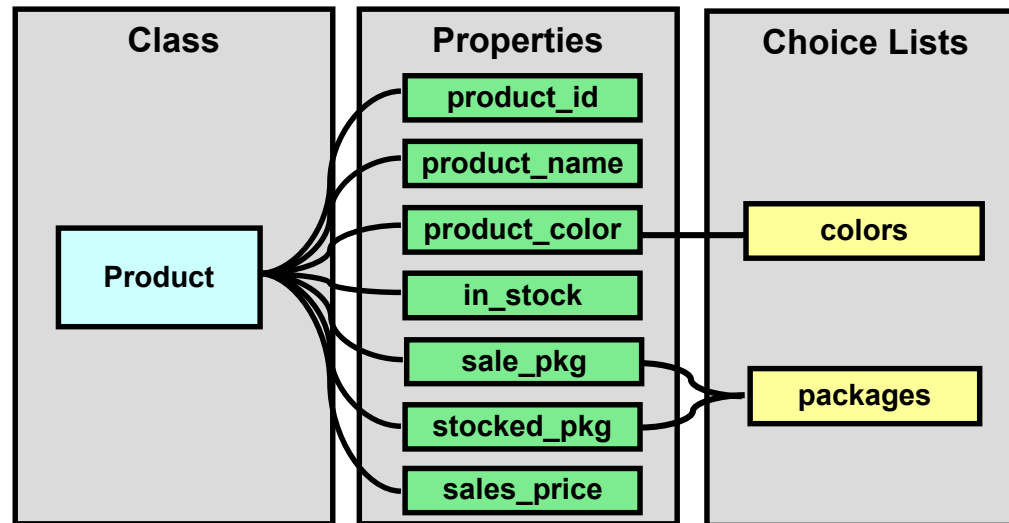 Class
Properties
Choice Lists
product_id
product_name
product_color
colors
Product
in_stock
sale_pkg
packages
stocked_pkg
sales_price